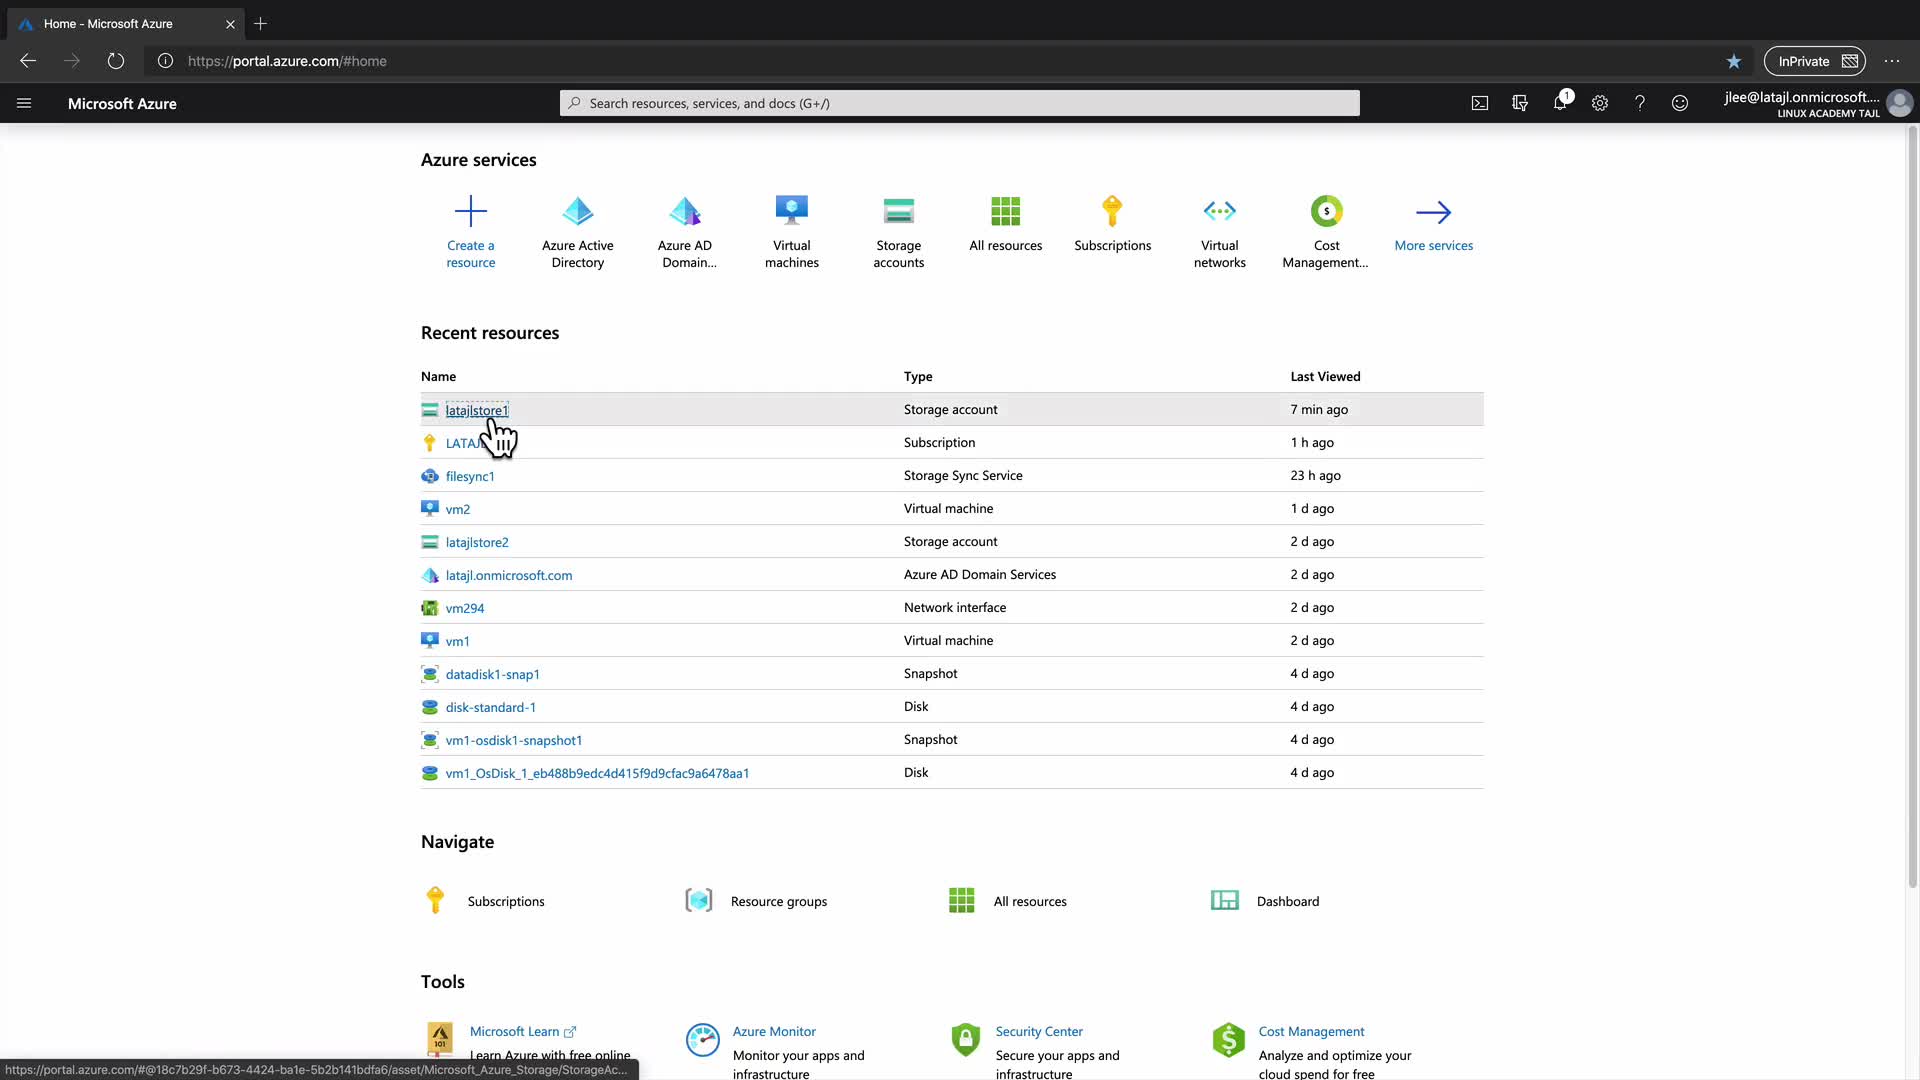 Home - Microsoft Azure
https://portal.azure.com/#home
InPrivate
Microsoft Azure
Search resources, services, and docs (G+/)
1
jlee@latajl.onmicrosoft....
LINUX ACADEMY TAJL
Azure services
Create a resource
Azure Active Directory
Azure AD Domain...
Virtual machines
Storage accounts
All resources
Subscriptions
Virtual networks
Cost Management...
More services
Recent resources
Name Type Last Viewed
latajlstore1 Storage account 7 min ago
Subscription 1 h ago
filesync1 Storage Sync Service 23 h ago
vm2 Virtual machine 1 d ago
latajlstore2 Storage account 2 d ago
latajl.onmicrosoft.com Azure AD Domain Services 2 d ago
vm294 Network interface 2 d ago
vm1 Virtual machine 2 d ago
datadisk1-snap1 Snapshot 4 d ago
disk-standard-1 Disk 4 d ago
vm1-osdisk1-snapshot1 Snapshot 4 d ago
vm1_OsDisk_1_eb488b9edc4d415f9d9cfac9a6478aa1 Disk 4 d ago
Navigate
Subscriptions
Resource groups
All resources
Dashboard
Tools
101
Microsoft Learn
Learn Azure with free online
Azure Monitor
Monitor your apps and
infrastructure
Security Center
Secure your apps and
infrastructure
Cost Management
Analyze and optimize your
cloud spend for free
https://portal.azure.com/#@18c7b29f-b673-4424-ba1e-5b2b141bdfa6/asset/Microsoft_Azure_Storage/StorageAc...